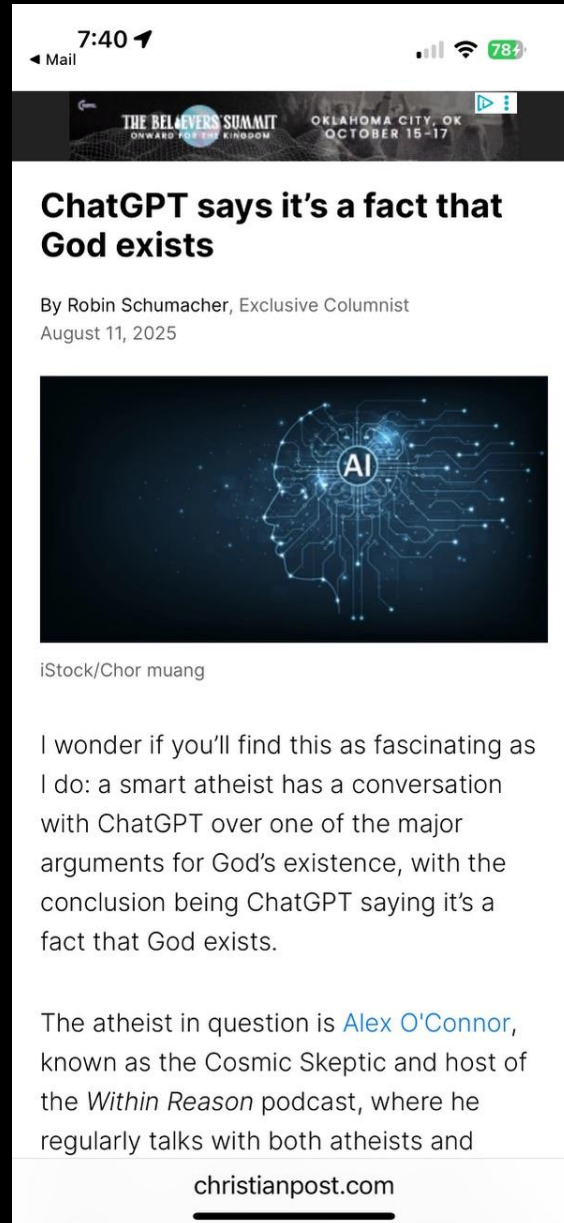 7:40
◀ Mail
78
THE BELIEVERS' SUMMIT
ONWARD FOR THE KINGDOM
OKLAHOMA CITY, OK
OCTOBER 15-17
ChatGPT says it’s a fact that
God exists
By Robin Schumacher, Exclusive Columnist
August 11, 2025
AI
iStock/Chor muang
I wonder if you’ll find this as fascinating as
I do: a smart atheist has a conversation
with ChatGPT over one of the major
arguments for God’s existence, with the
conclusion being ChatGPT saying it’s a
fact that God exists.
The atheist in question is Alex O'Connor,
known as the Cosmic Skeptic and host of
the Within Reason podcast, where he
regularly talks with both atheists and
christianpost.com